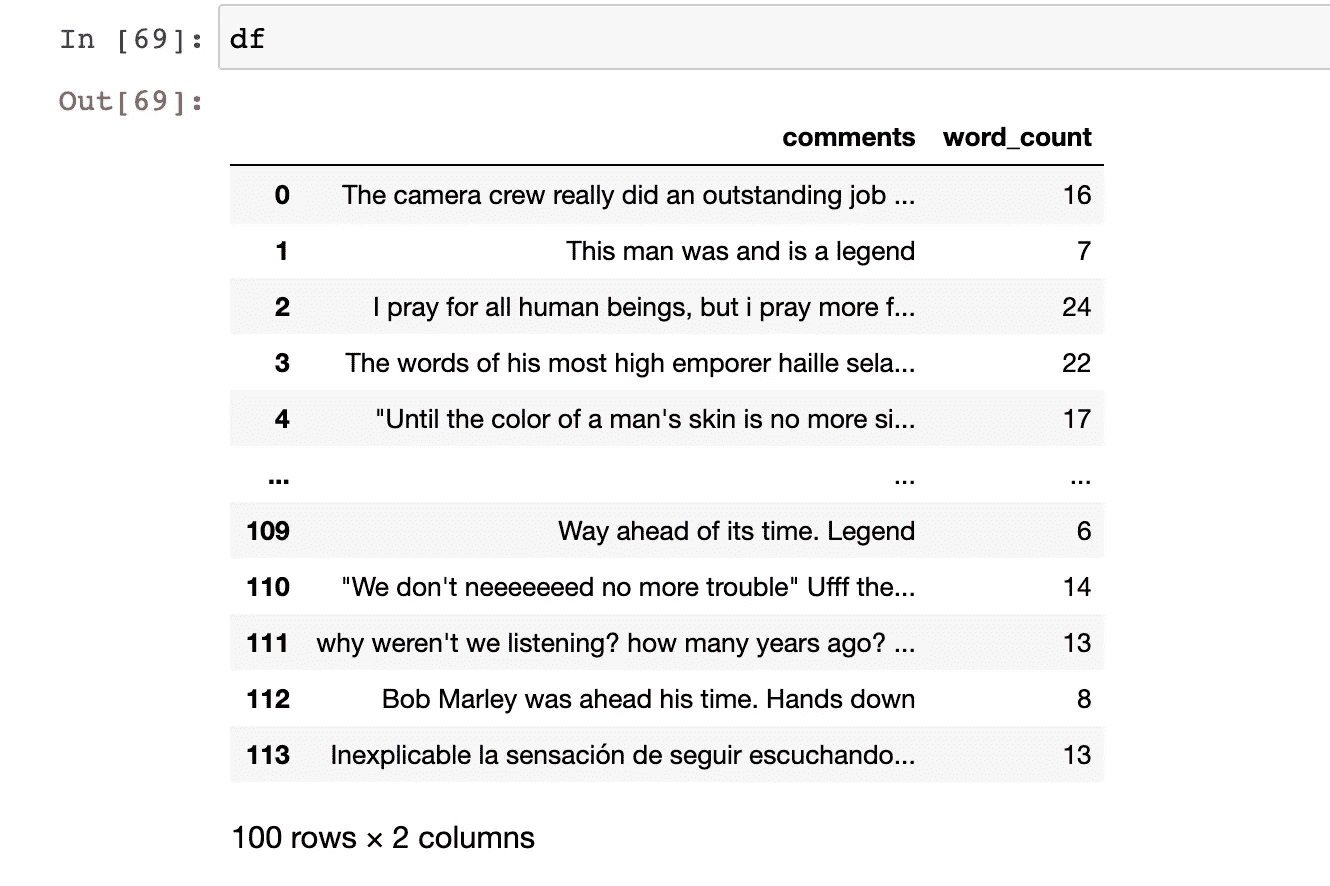 In [69]: df
Out[69]:
comments word_count
0 The camera crew really did an outstanding job ... 16
1 This man was and is a legend 7
2 I pray for all human beings, but i pray more f... 24
3 The words of his most high emporer haille sela... 22
4 "Until the color of a man's skin is no more si... 17
... ... ...
109 Way ahead of its time. Legend 6
110 "We don't neeeeeeed no more trouble" Ufff the... 14
111 why weren't we listening? how many years ago? ... 13
112 Bob Marley was ahead his time. Hands down 8
113 Inexplicable la sensación de seguir escuchando... 13
100 rows × 2 columns